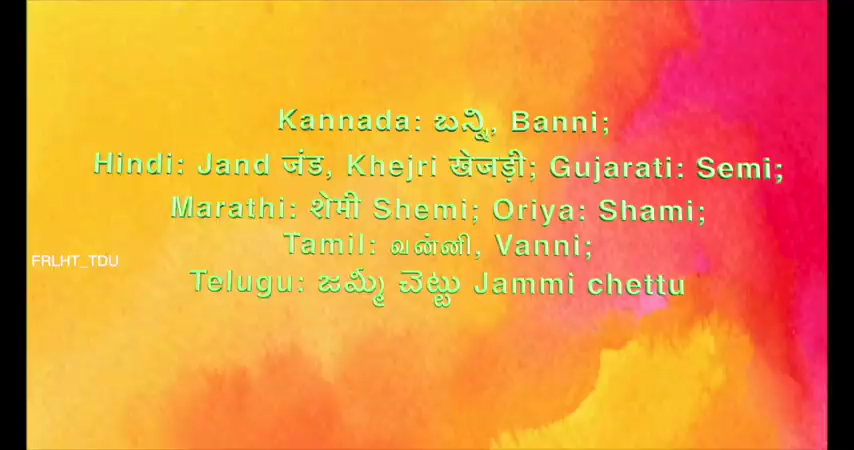 Kannada: ಬನ್ನಿ, Banni;
Hindi: Jand जंड, Khejri खेजड़ी; Gujarati: Semi;
Marathi: शेमी Shemi; Oriya: Shami;
Tamil: வன்னி, Vanni;
FRLHT_TDU
Telugu: జమ్మీ చెట్టు Jammi chettu